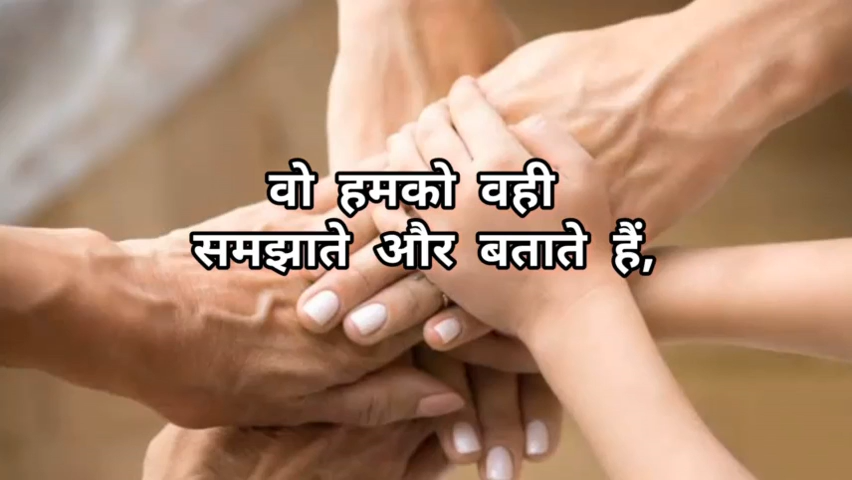 वो हमको वही
समझाते और बताते हैं,